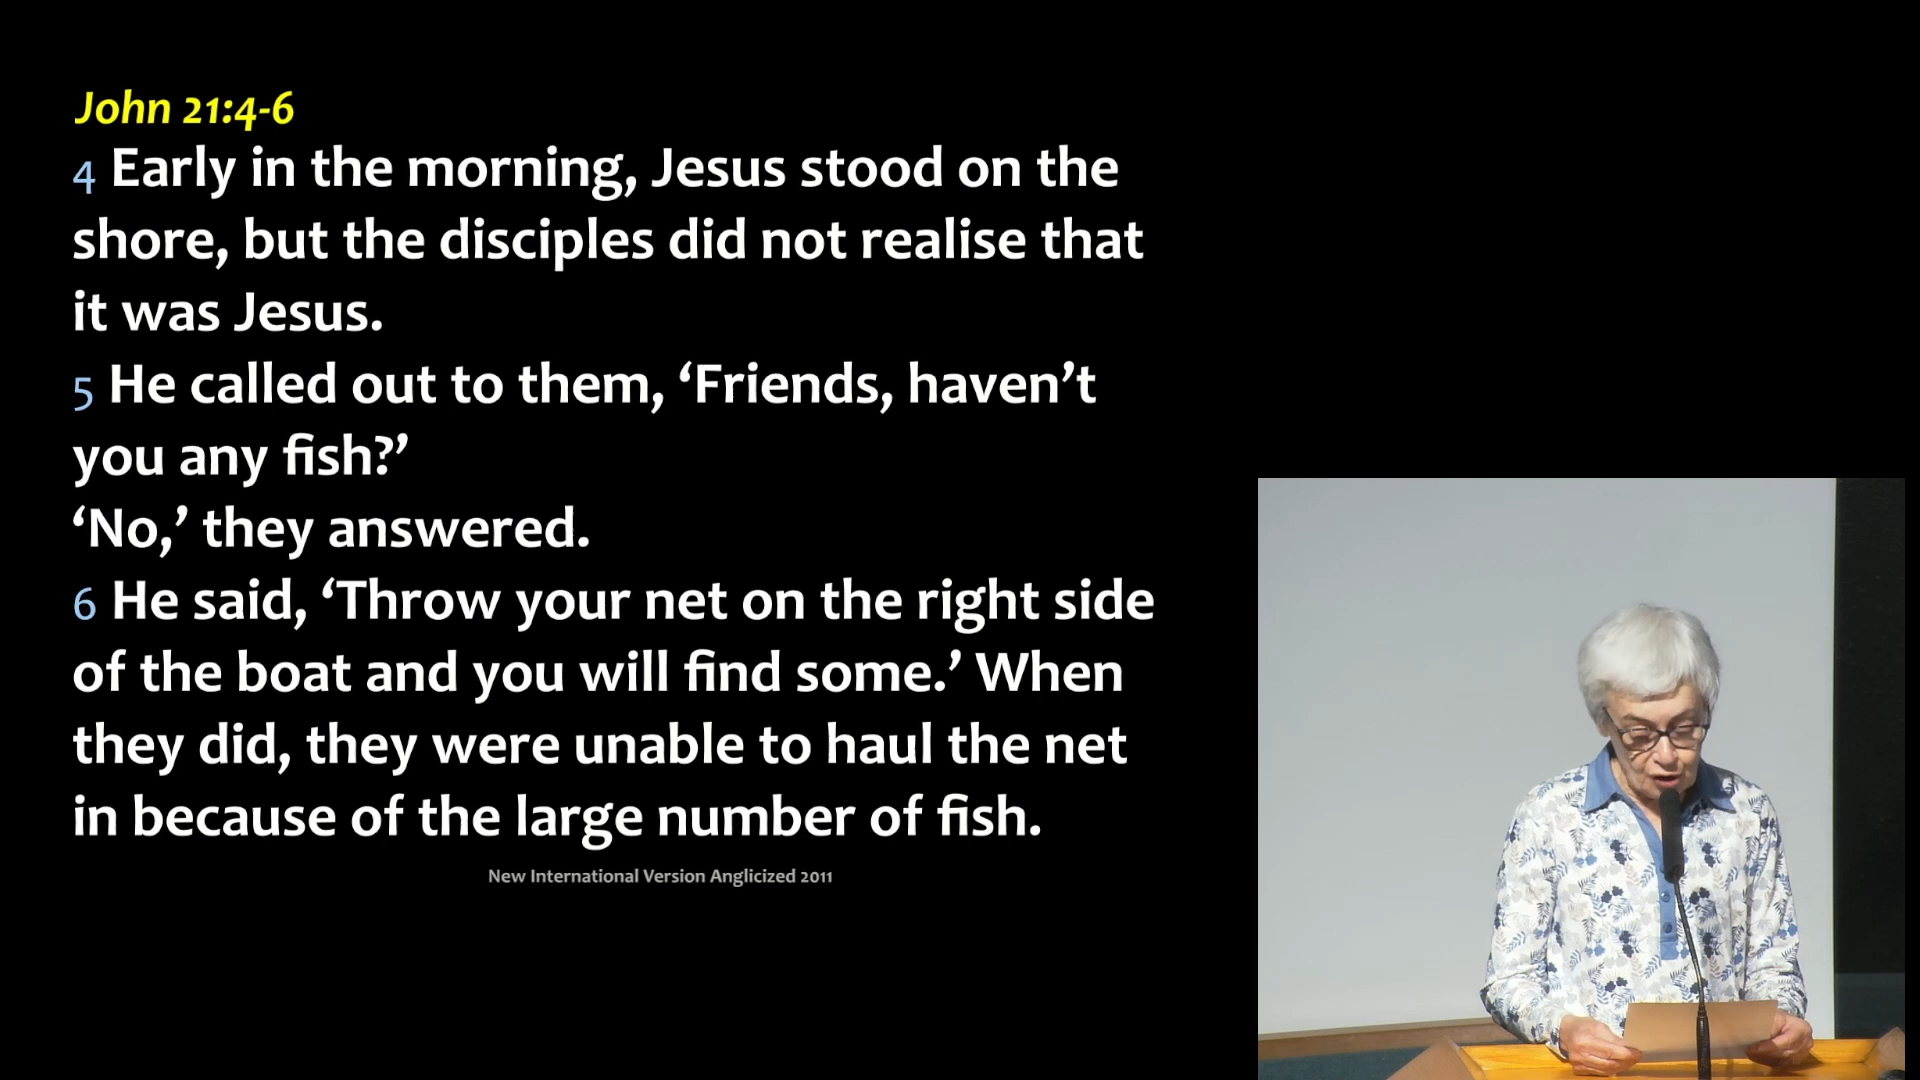 John 21:4-6
4 Early in the morning, Jesus stood on the
shore, but the disciples did not realise that
it was Jesus.
5 He called out to them, ‘Friends, haven’t
you any fish?’
‘No,’ they answered.
6 He said, ‘Throw your net on the right side
of the boat and you will find some.’ When
they did, they were unable to haul the net
in because of the large number of fish.
New International Version Anglicized 2011